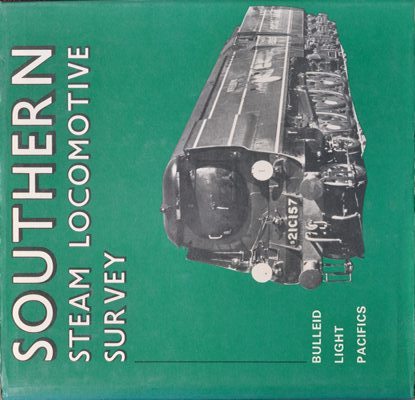 SOUTHERN
STEAM LOCOMOTIVE
SURVEY
BULLEID
LIGHT
PACIFICS
21C157